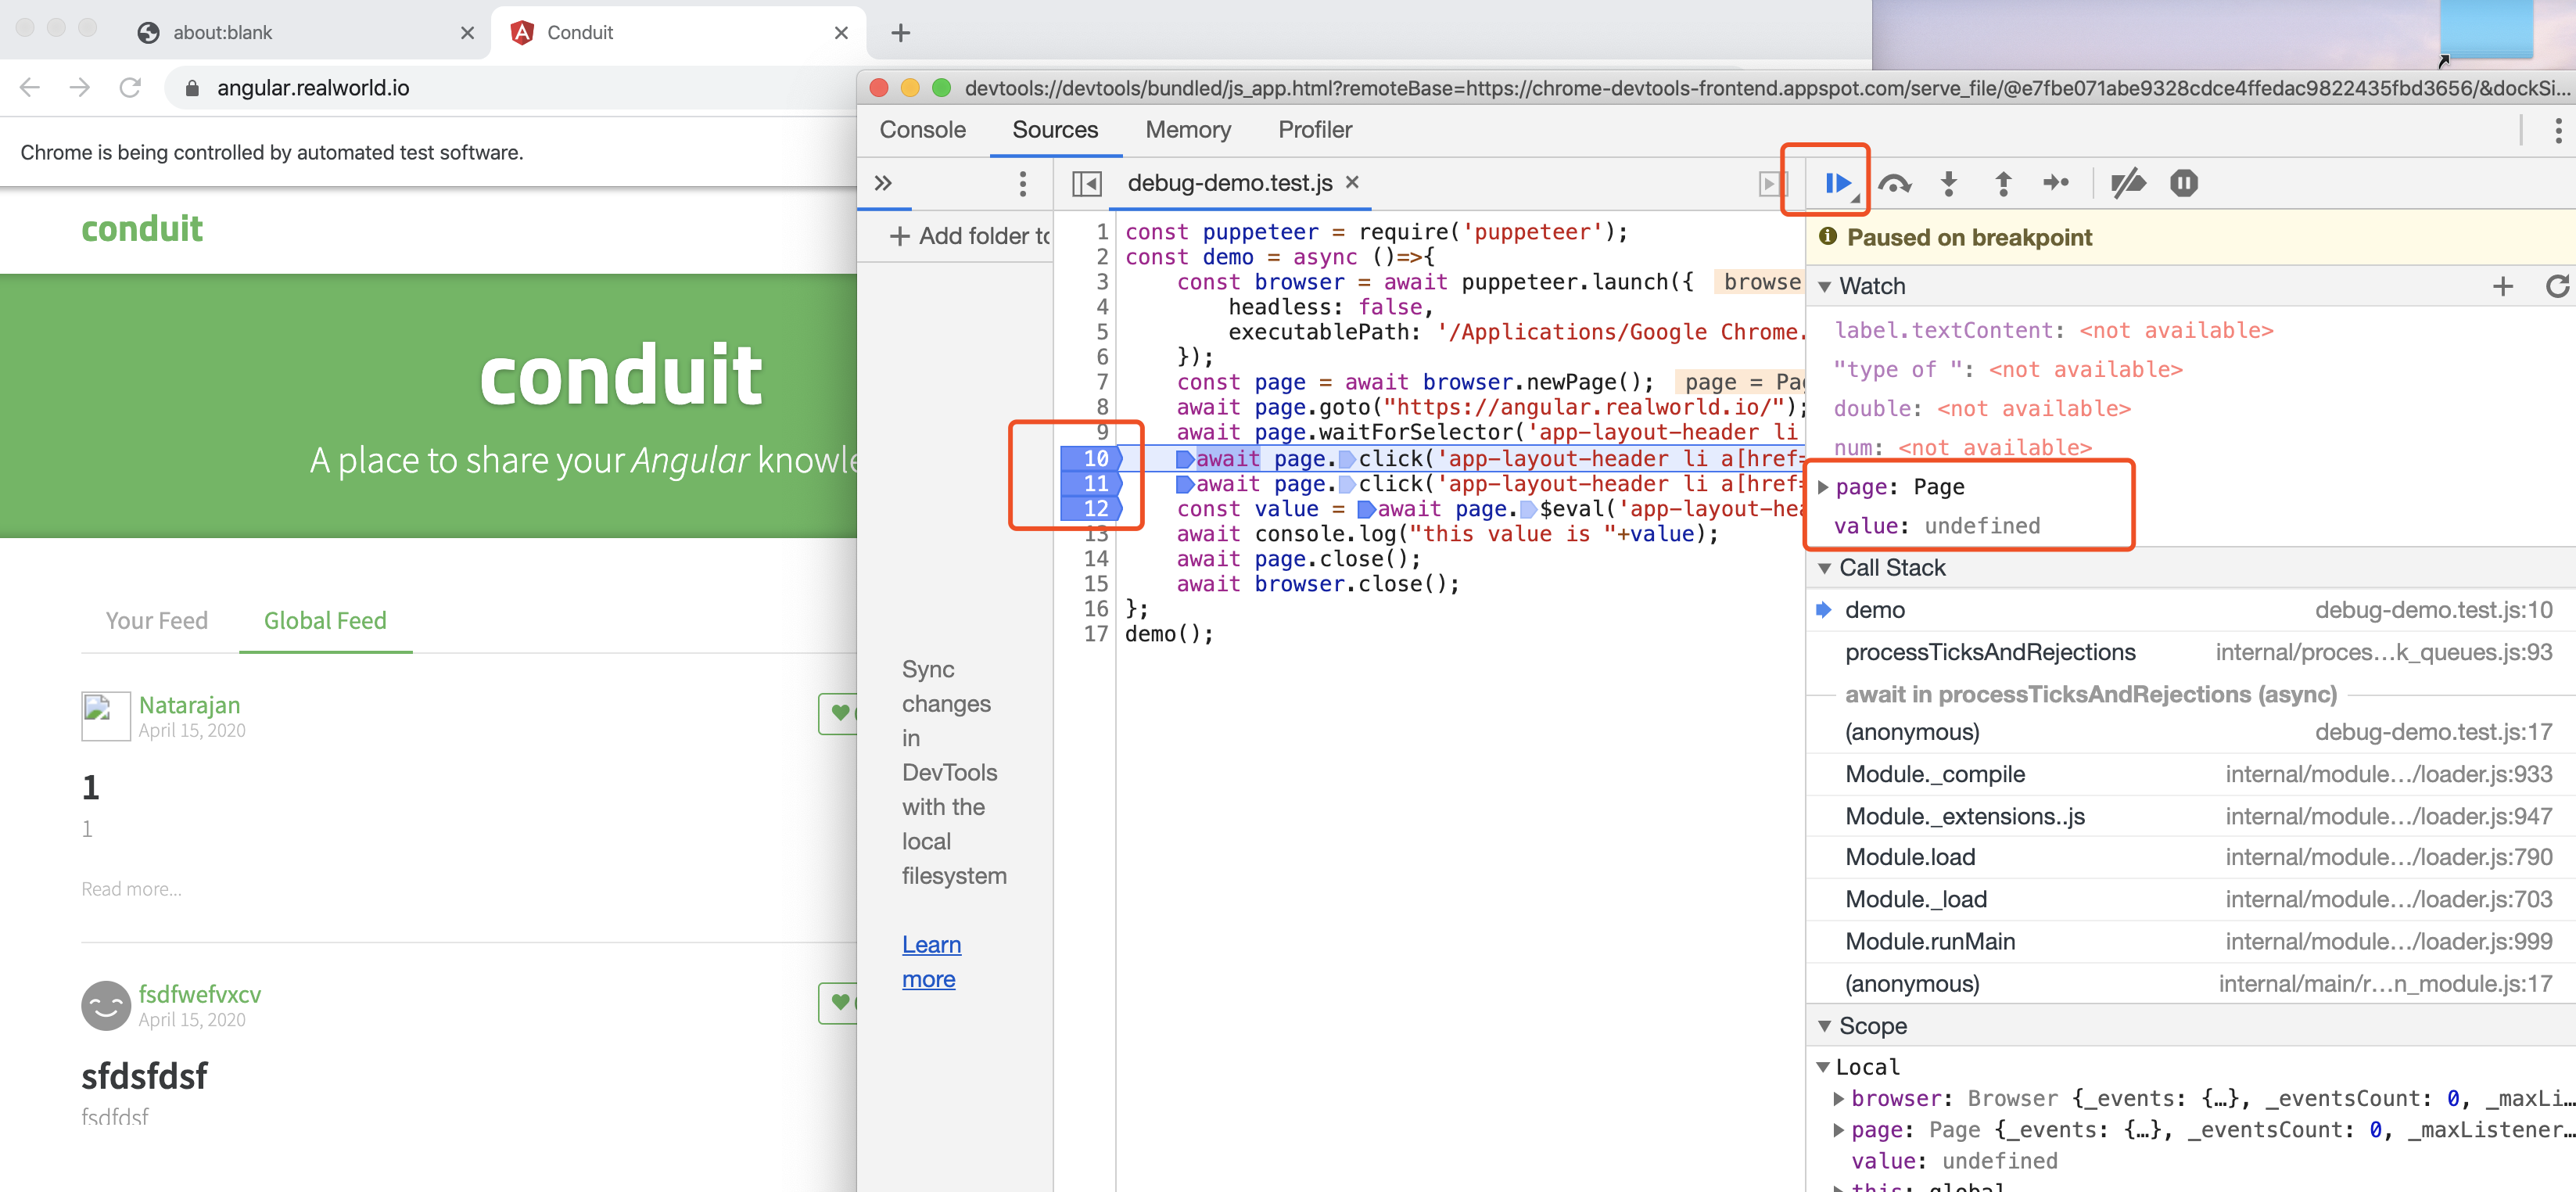 about:blank
Conduit
angular.realworld.io
Chrome is being controlled by automated test software.
conduit
conduit
A place to share your Angular knowle
Your Feed
Global Feed
Natarajan
April 15, 2020
1
1
Read more...
fsdfwefvxcv
April 15, 2020
sfdsfdsf
fsdfdsf
devtools://devtools/bundled/js_app.html?remoteBase=https://chrome-devtools-frontend.appspot.com/serve_file/@e7fbe071abe9328cdce4ffedac9822435fbd3656/&dockSi...
Console Sources Memory Profiler
debug-demo.test.js
Add folder to
Sync
changes
in
DevTools
with the
local
filesystem
Learn
more
1 const puppeteer = require('puppeteer');
2 const demo = async ()=>{
3 const browser = await puppeteer.launch({ browse
4 headless: false,
5 executablePath: '/Applications/Google Chrome.
6 });
7 const page = await browser.newPage(); page = Pag
8 await page.goto("https://angular.realworld.io/");
9 await page.waitForSelector('app-layout-header li
10 await page.click('app-layout-header li a[href=
11 await page.click('app-layout-header li a[href=
12 const value = await page.$eval('app-layout-hea
13 await console.log("this value is "+value);
14 await page.close();
15 await browser.close();
16 };
17 demo();
Paused on breakpoint
Watch
label.textContent: <not available>
"type of ": <not available>
double: <not available>
num: <not available>
page: Page
value: undefined
Call Stack
demo debug-demo.test.js:10
processTicksAndRejections internal/proces…k_queues.js:93
await in processTicksAndRejections (async)
(anonymous) debug-demo.test.js:17
Module._compile internal/module…/loader.js:933
Module._extensions..js internal/module…/loader.js:947
Module.load internal/module…/loader.js:790
Module._load internal/module…/loader.js:703
Module.runMain internal/module…/loader.js:999
(anonymous) internal/main/r…n_module.js:17
Scope
Local
browser: Browser {_events: {…}, _eventsCount: 0, _maxLi…
page: Page {_events: {…}, _eventsCount: 0, _maxListener…
value: undefined
this: global